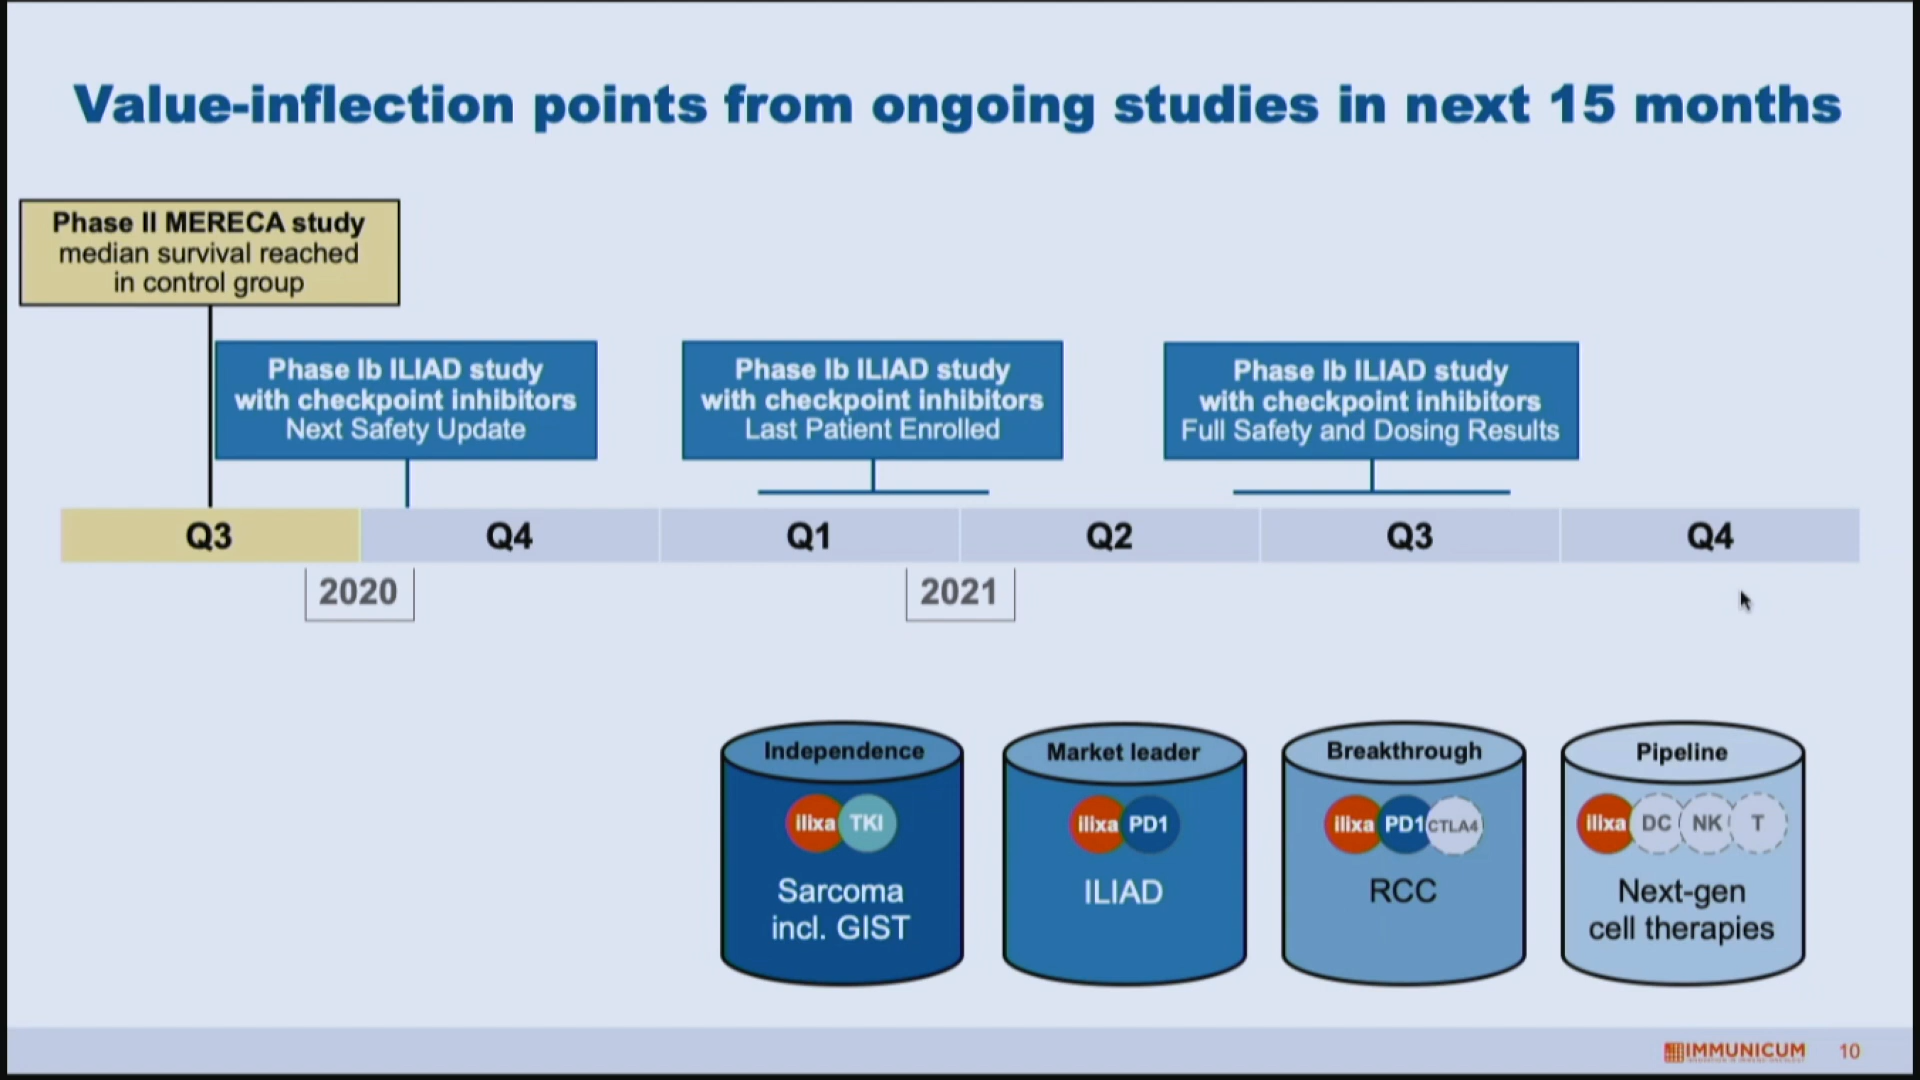 Value-inflection points from ongoing studies in next 15 months
Phase II MERECA study
median survival reached
in control group
Phase Ib ILIAD study
with checkpoint inhibitors
Next Safety Update
Phase Ib ILIAD study
with checkpoint inhibitors
Last Patient Enrolled
Phase Ib ILIAD study
with checkpoint inhibitors
Full Safety and Dosing Results
Q3
Q4
Q1
Q2
Q3
Q4
2020
2021
Independence
ilixa TKI
Sarcoma
incl. GIST
Market leader
ilixa PD1
ILIAD
Breakthrough
ilixa PD1 CTLA4
RCC
Pipeline
ilixa DC NK T
Next-gen
cell therapies
IMMUNICUM
10